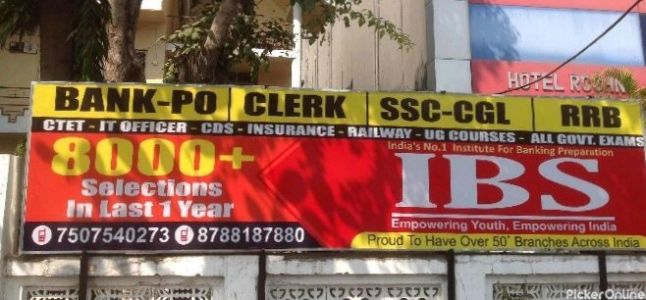 HOTEL ROHAN
BANK-PO CLERK SSC-CGL RRB
CTET - IT OFFICER - CDS - INSURANCE - RAILWAY - UG COURSES - ALL GOVT. EXAMS
8000+
Selections
In Last 1 Year
7507540273 8788187880
India's No.1 Institute For Banking Preparation
IBS
Empowering Youth, Empowering India
Proud To Have Over 50+ Branches Across India
PickerOnline